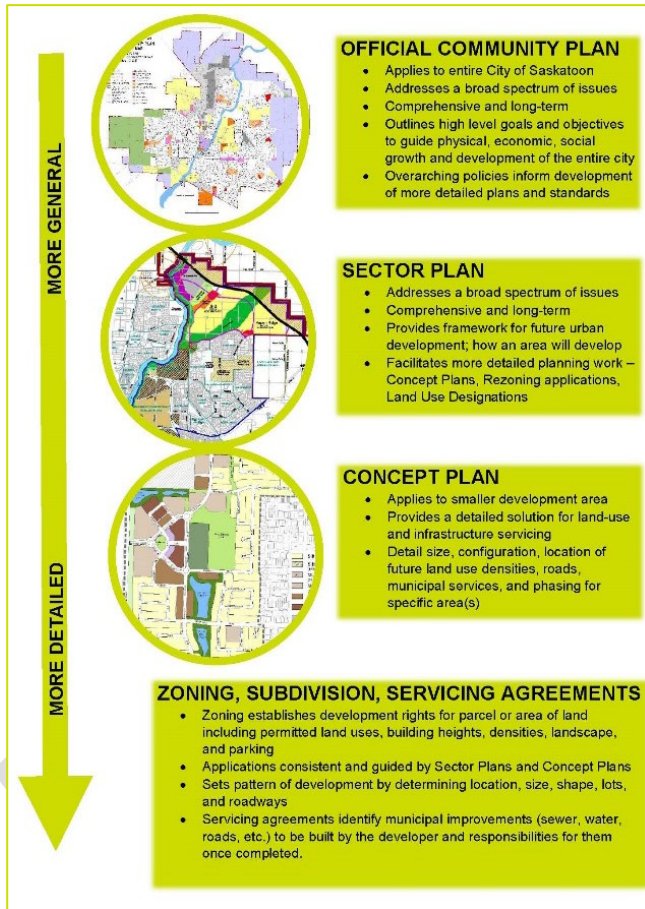 OFFICIAL COMMUNITY PLAN
• Applies to entire City of Saskatoon
• Addresses a broad spectrum of issues
• Comprehensive and long-term
• Outlines high level goals and objectives
to guide physical, economic, social
growth and development of the entire city
• Overarching policies inform development
of more detailed plans and standards
MORE GENERAL
SECTOR PLAN
• Addresses a broad spectrum of issues
• Comprehensive and long-term
• Provides framework for future urban
development; how an area will develop
• Facilitates more detailed planning work –
Concept Plans, Rezoning applications,
Land Use Designations
CONCEPT PLAN
• Applies to smaller development area
• Provides a detailed solution for land-use
and infrastructure servicing
• Detail size, configuration, location of
future land use densities, roads,
municipal services, and phasing for
specific area(s)
MORE DETAILED
ZONING, SUBDIVISION, SERVICING AGREEMENTS
• Zoning establishes development rights for parcel or area of land
including permitted land uses, building heights, densities, landscape,
and parking
• Applications consistent and guided by Sector Plans and Concept Plans
• Sets pattern of development by determining location, size, shape, lots,
and roadways
• Servicing agreements identify municipal improvements (sewer, water,
roads, etc.) to be built by the developer and responsibilities for them
once completed.